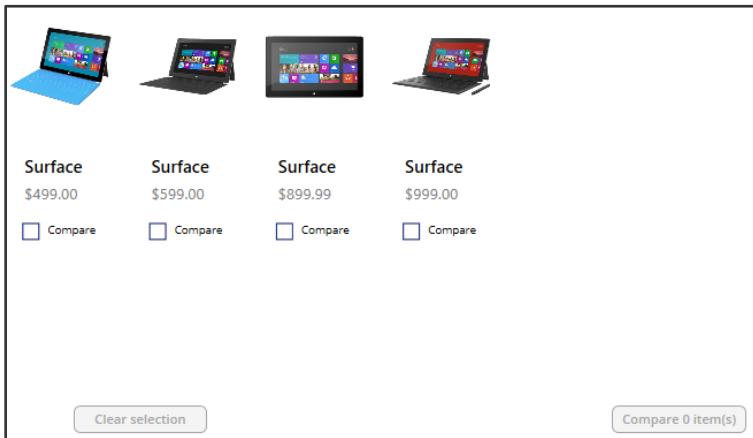 Surface
Surface
Surface
Surface
$499.00
$599.00
$899.99
$999.00
Compare
Compare
Compare
Compare
Clear selection
Compare 0 item(s)